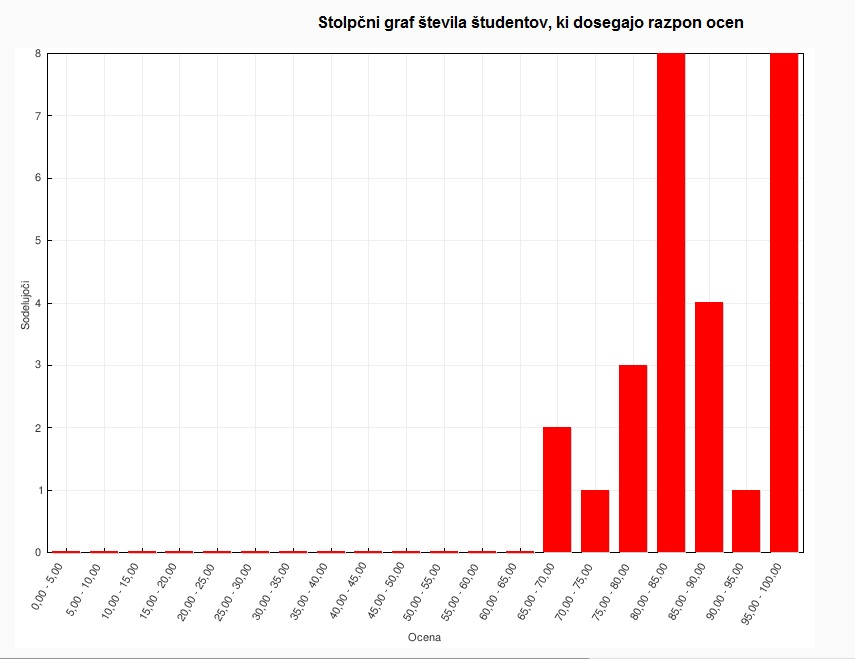 Stolpčni graf števila študentov, ki dosegajo razpon ocen
8
7
6
5
4
3
2
1
0
Sodelujoči
0,00 - 5,00
5,00 - 10,00
10,00 - 15,00
15,00 - 20,00
20,00 - 25,00
25,00 - 30,00
30,00 - 35,00
35,00 - 40,00
40,00 - 45,00
45,00 - 50,00
50,00 - 55,00
55,00 - 60,00
60,00 - 65,00
65,00 - 70,00
70,00 - 75,00
75,00 - 80,00
80,00 - 85,00
85,00 - 90,00
90,00 - 95,00
95,00 - 100,00
Ocena